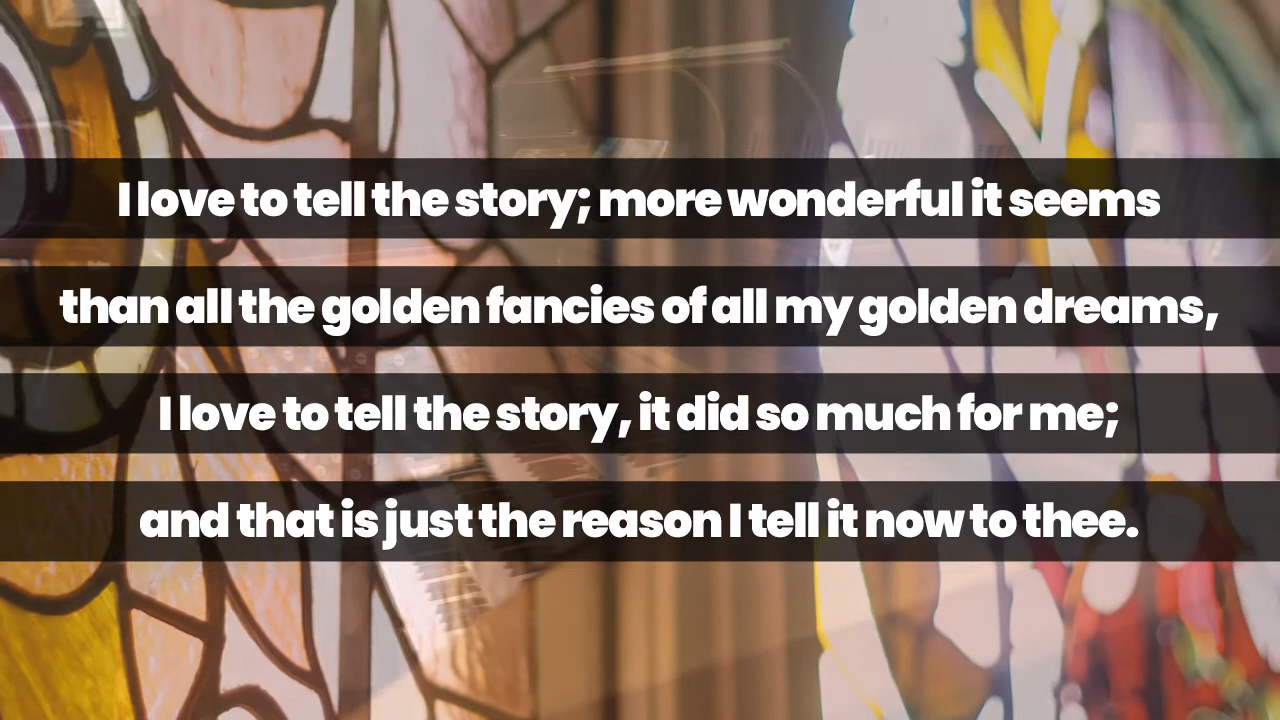 I love to tell the story; more wonderful it seems
than all the golden fancies of all my golden dreams,
I love to tell the story, it did so much for me;
and that is just the reason I tell it now to thee.